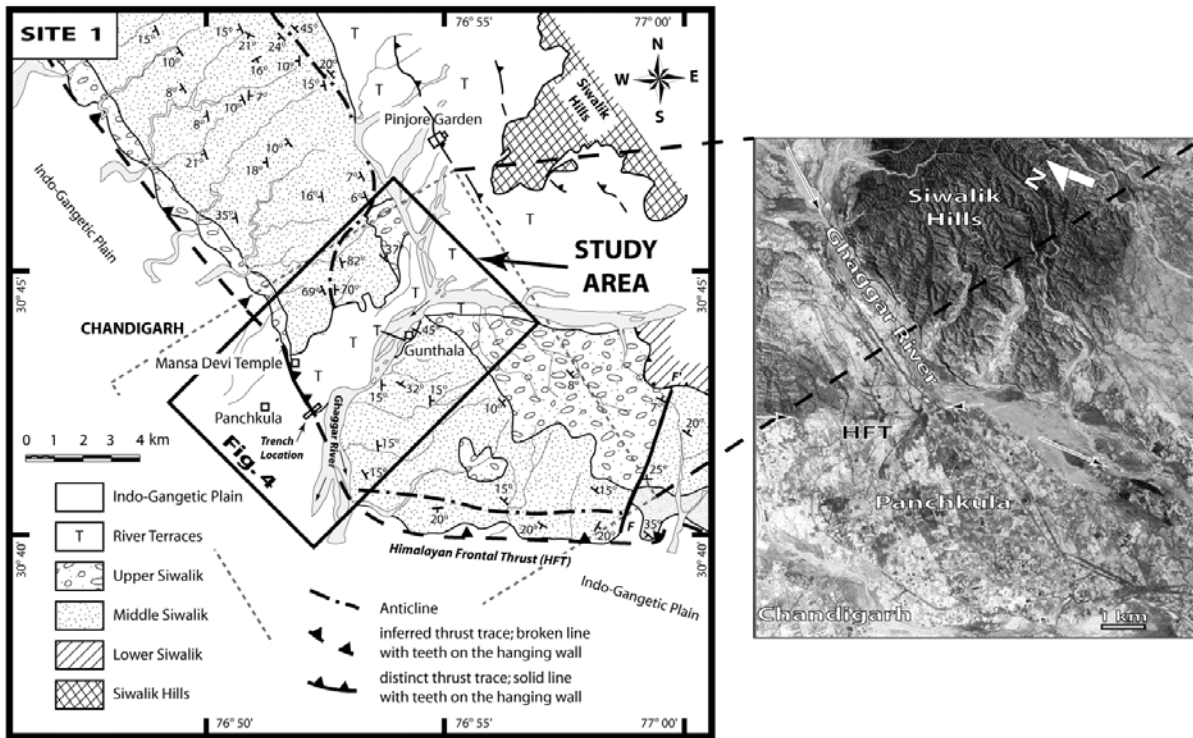 SITE 1
76 55'
77 00'
N
W E
S
15°
15°
21°
24°
45°
10°
16°
10°
20°
15°
8°
10°
7°
8°
21°
18°
16°
7°
6°
35°
37°
82°
69°
70°
T
T
T
T
T
T
T
T
T
T
Pinjore Garden
Siwalik
Hills
Indo-Gangetic Plain
STUDY
AREA
30 45'
30 45'
CHANDIGARH
Mansa Devi Temple
Gunthala
45°
Panchkula
Trench
Location
Ghaggar River
Fig. 4
32°
15°
15°
15°
15°
8°
10°
F'
7°
20°
25°
15°
15°
20°
20°
20°
35°
F
0 1 2 3 4 km
30 40'
30 40'
Himalayan Frontal Thrust (HFT)
Indo-Gangetic Plain
Indo-Gangetic Plain
T River Terraces
Upper Siwalik
Middle Siwalik
Lower Siwalik
Siwalik Hills
Anticline
inferred thrust trace; broken line
with teeth on the hanging wall
distinct thrust trace; solid line
with teeth on the hanging wall
76 50'
76 55'
77 00'
N
Siwalik
Hills
Ghaggar River
HFT
Panchkula
Chandigarh
1 km